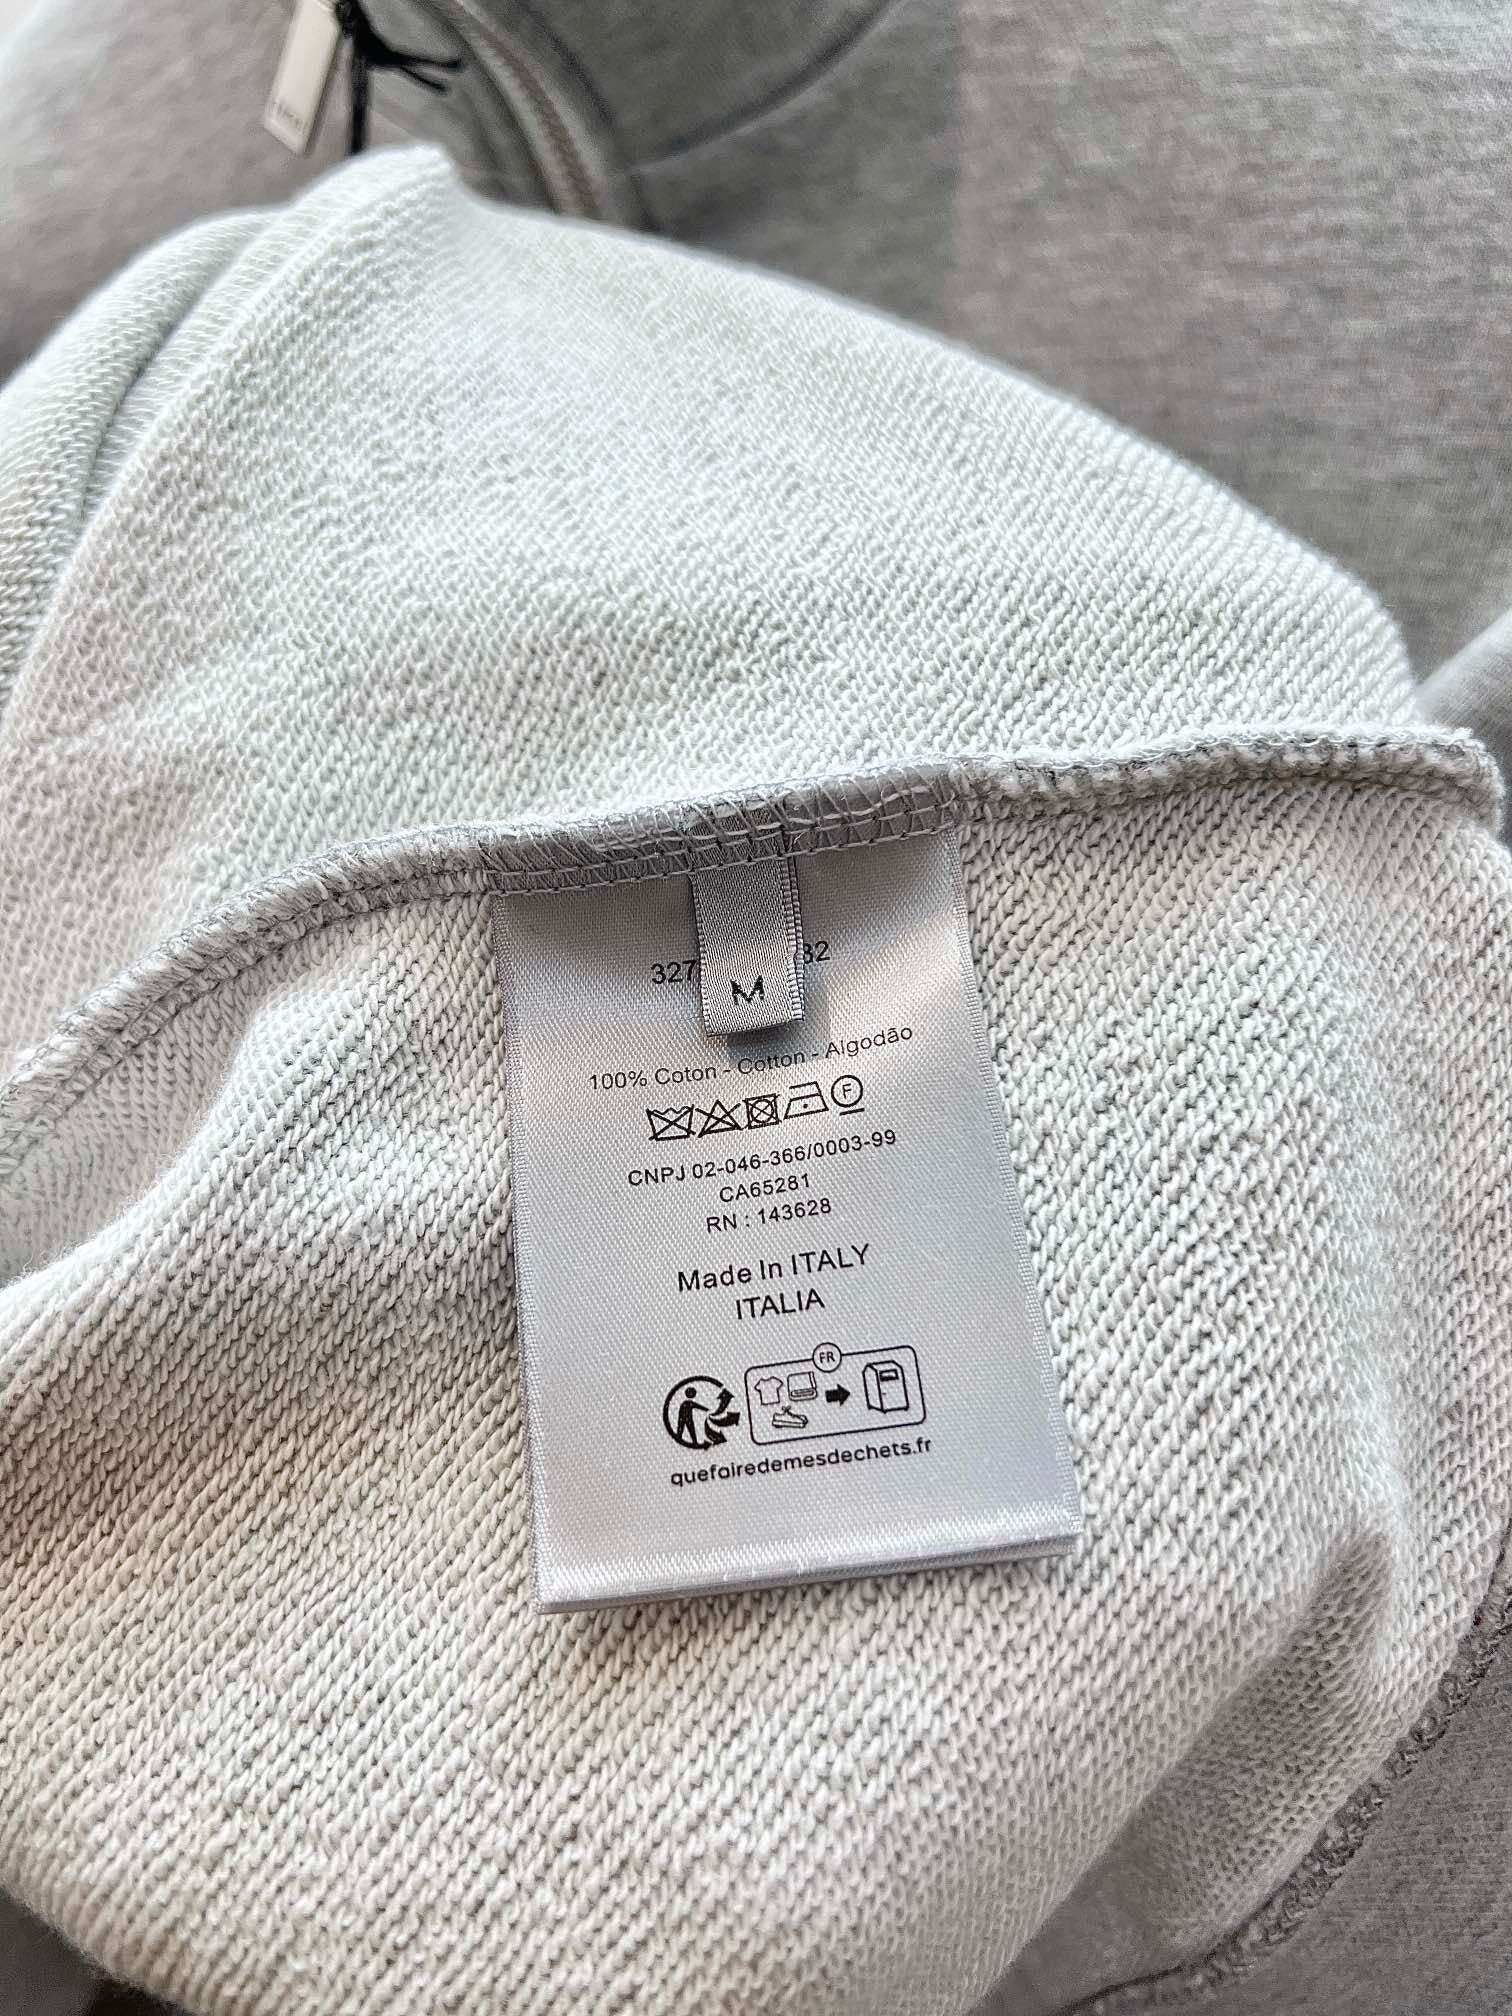 327 32
M
100% Coton - Cotton - Algodão
F
CNPJ 02-046-366/0003-99
CA65281
RN : 143628
Made In ITALY
ITALIA
FR
quefairedemesdechets.fr